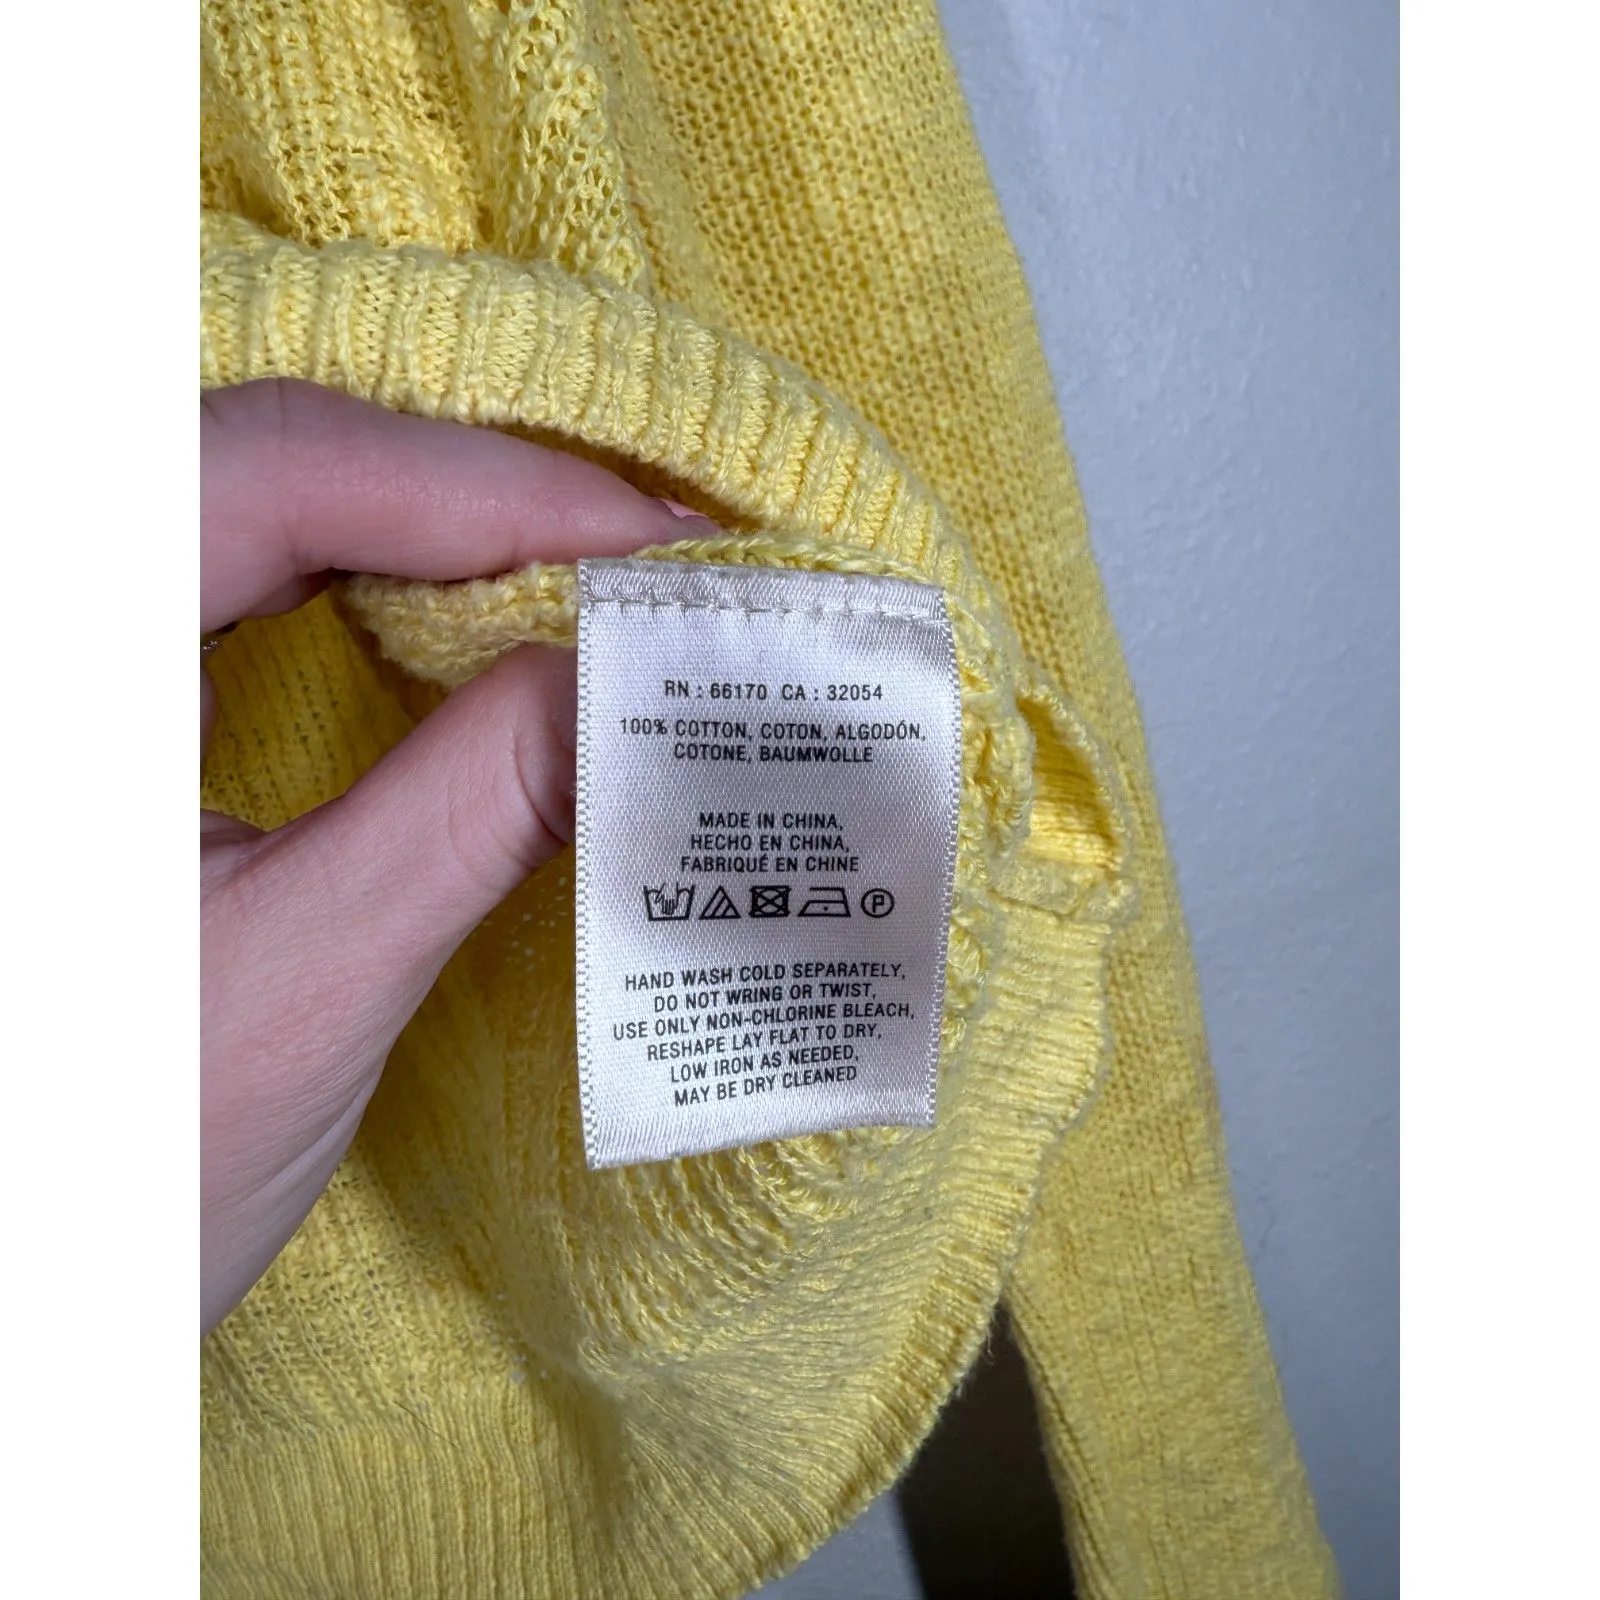 RN : 66170 CA : 32054
100% COTTON, COTON, ALGODÓN,
COTONE, BAUMWOLLE
MADE IN CHINA,
HECHO EN CHINA,
FABRIQUÉ EN CHINE
P
HAND WASH COLD SEPARATELY,
DO NOT WRING OR TWIST,
USE ONLY NON-CHLORINE BLEACH,
RESHAPE LAY FLAT TO DRY,
LOW IRON AS NEEDED,
MAY BE DRY CLEANED